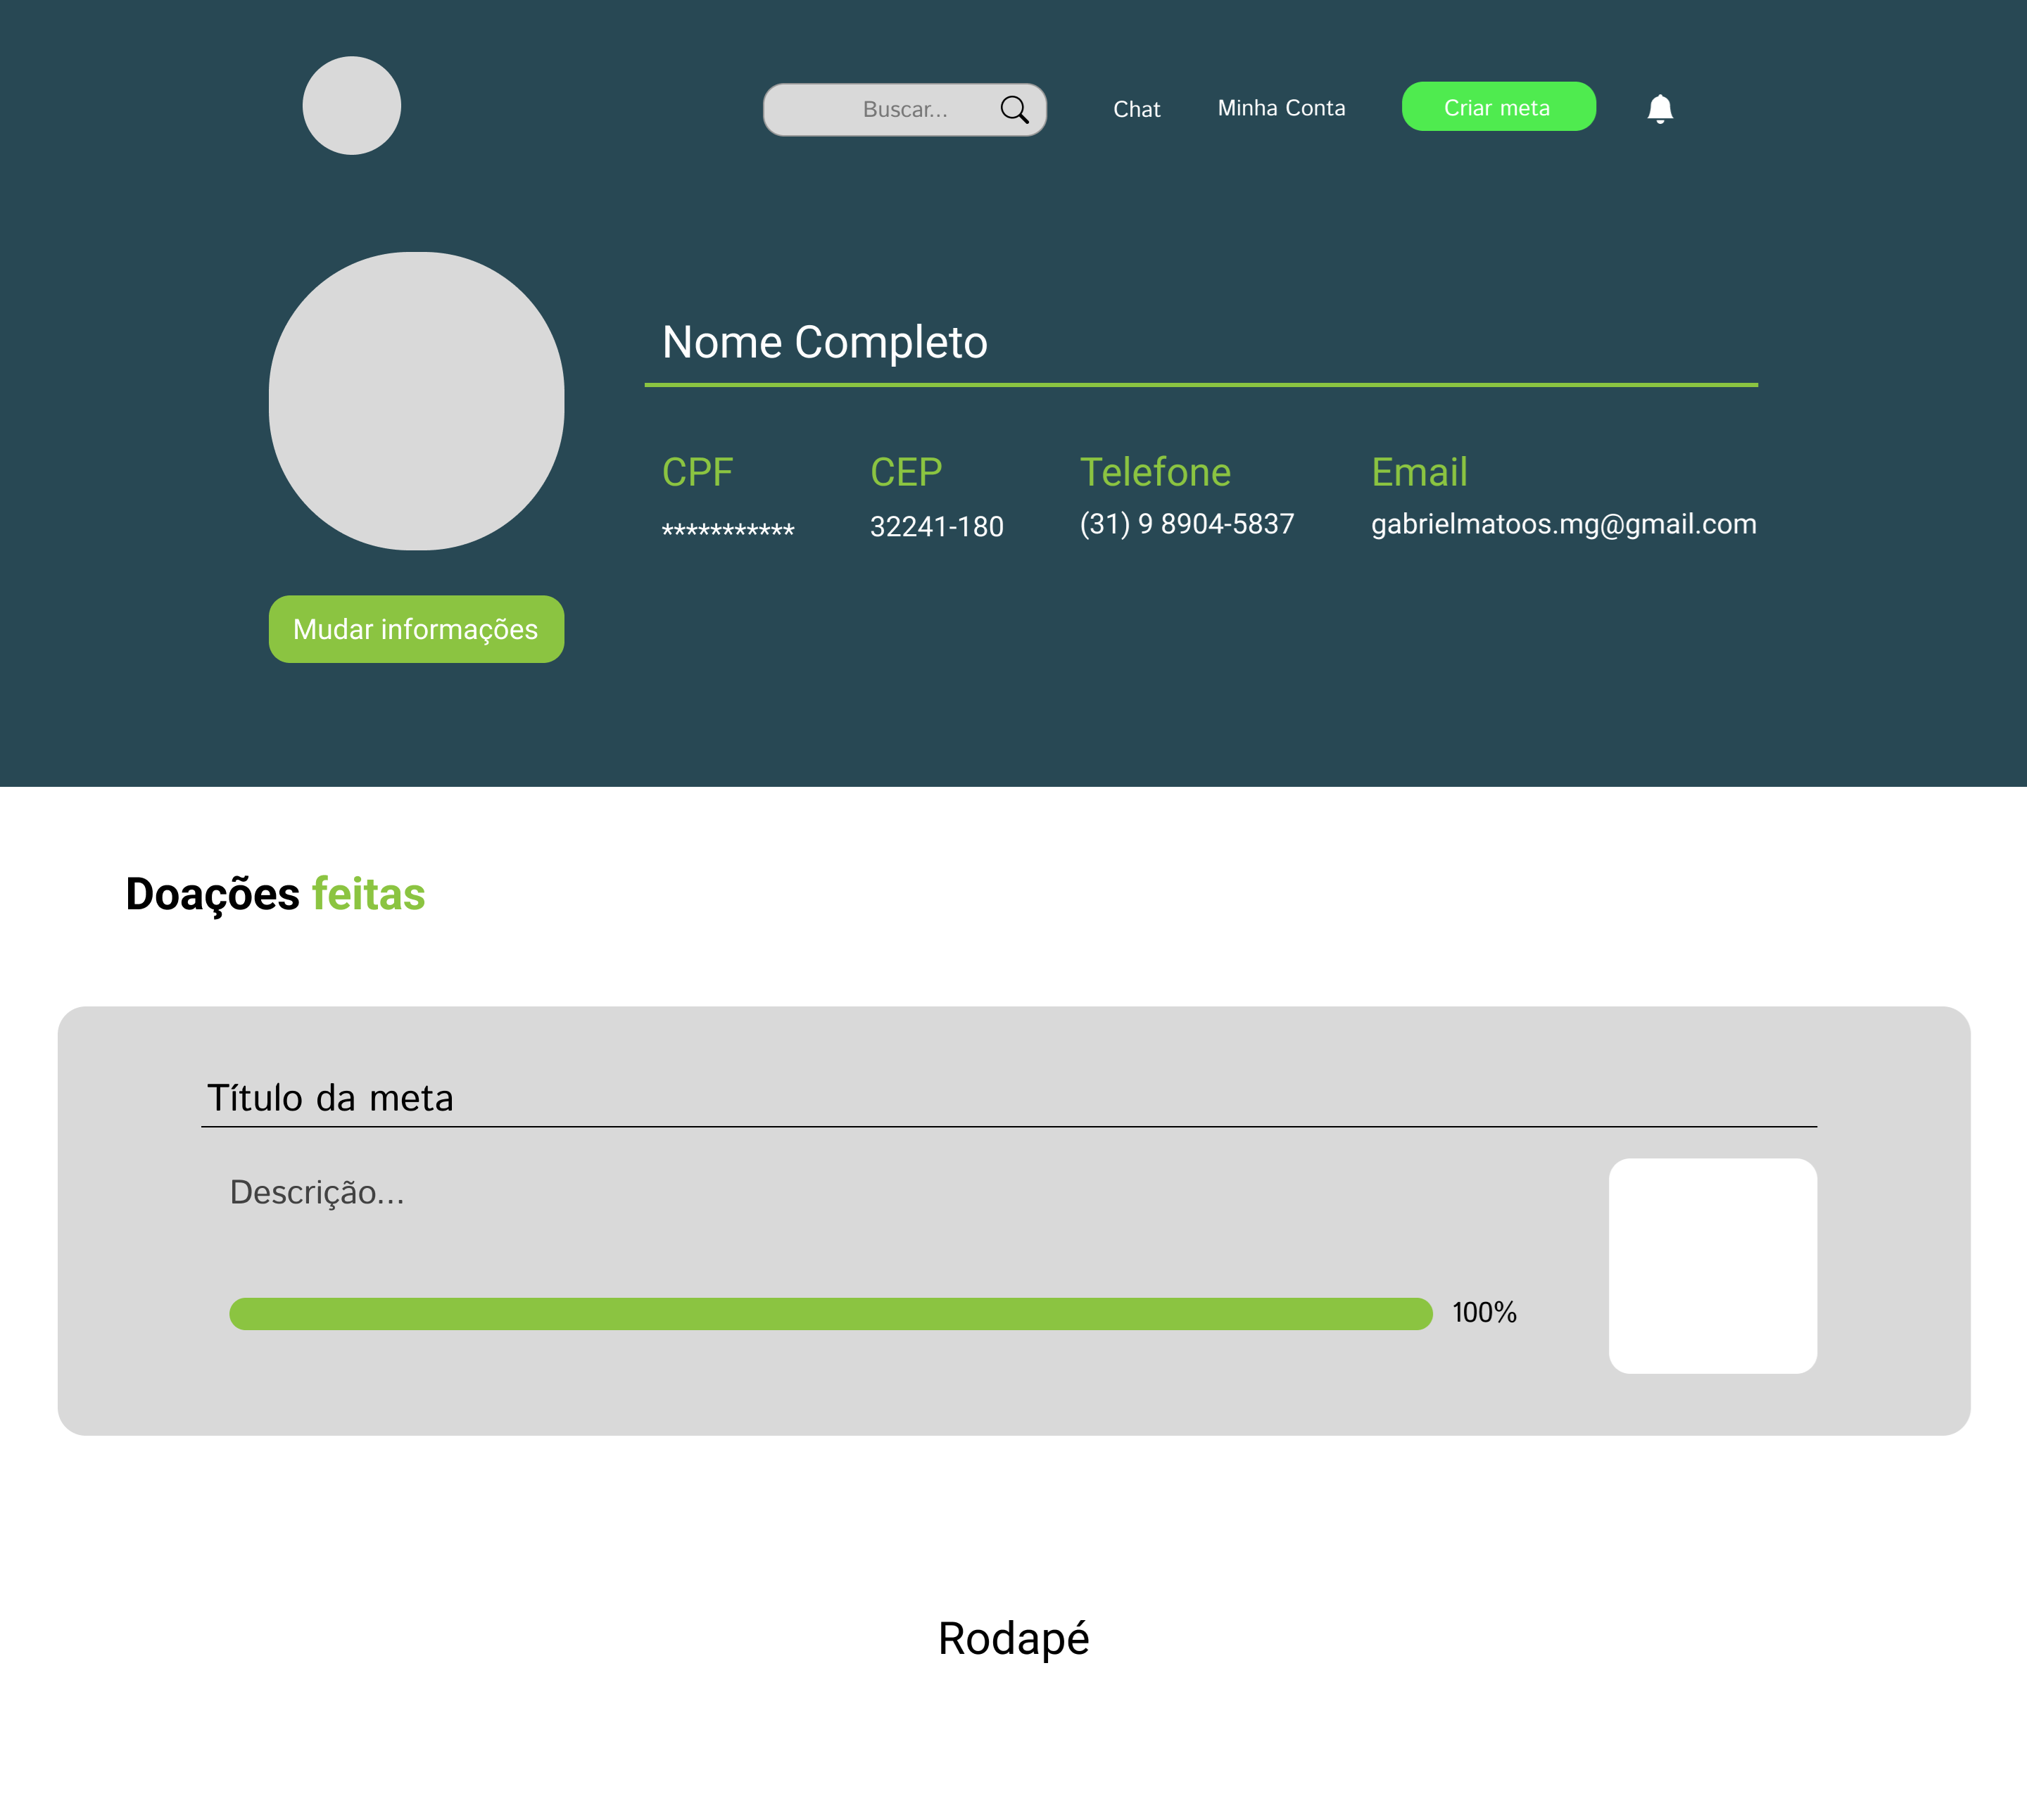 Buscar...
Chat
Minha Conta
Criar meta
Nome Completo
CPF
CEP
Telefone
Email
***********
32241-180
(31) 9 8904-5837
gabrielmatoos.mg@gmail.com
Mudar informações
Doações feitas
Título da meta
Descrição...
100%
Rodapé